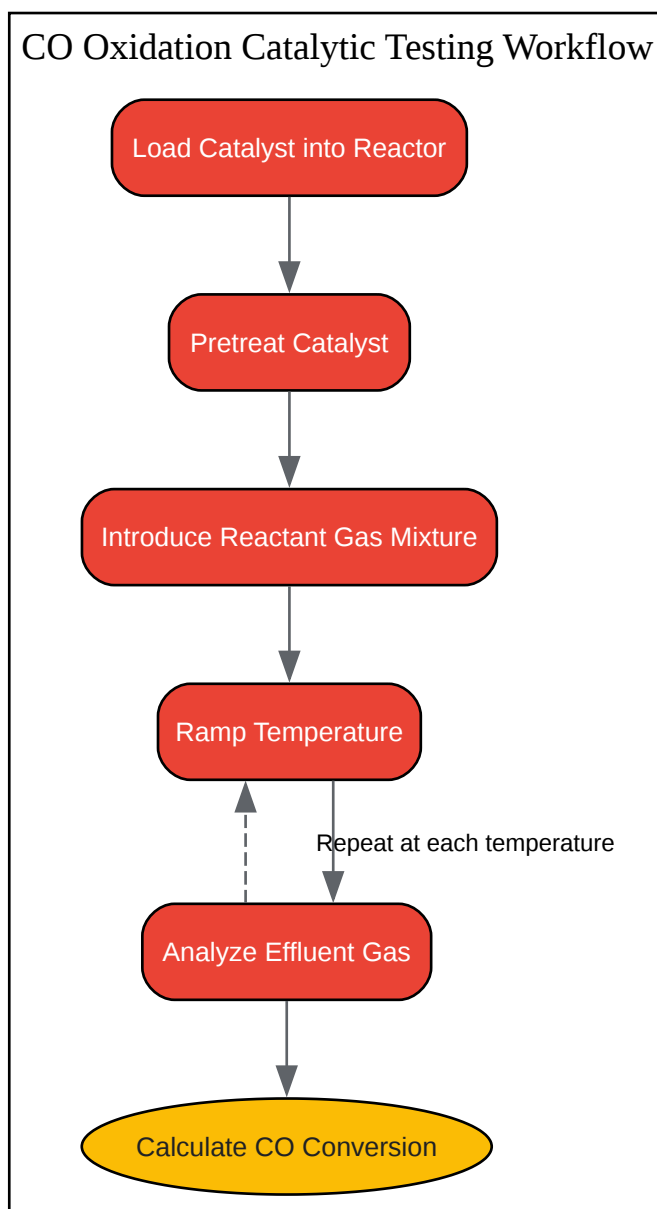 CO Oxidation Catalytic Testing Workflow
Load Catalyst into Reactor
Pretreat Catalyst
Introduce Reactant Gas Mixture
Ramp Temperature
Repeat at each temperature
Analyze Effluent Gas
Calculate CO Conversion